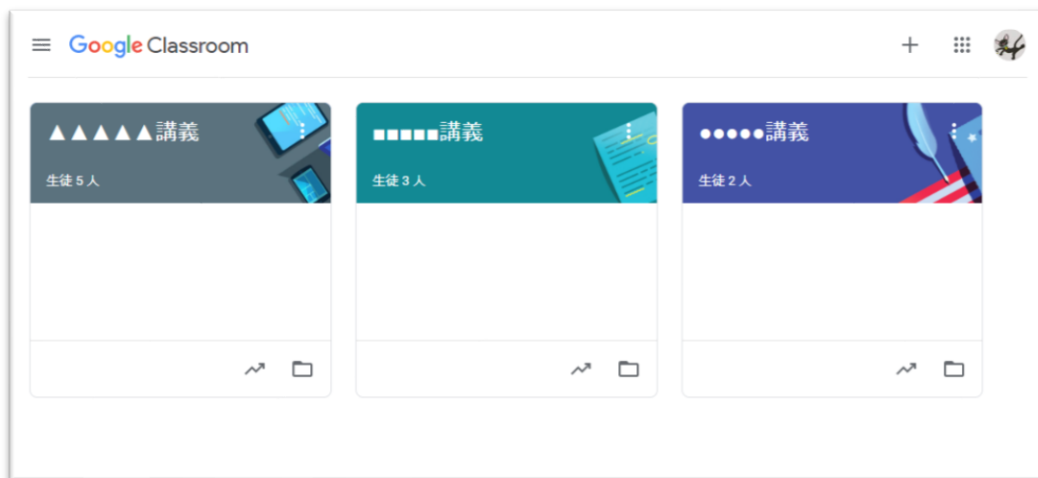 Google Classroom
▲▲▲▲▲講義
生徒 5 人
■■■■■講義
生徒 3 人
●●●●●講義
生徒 2 人